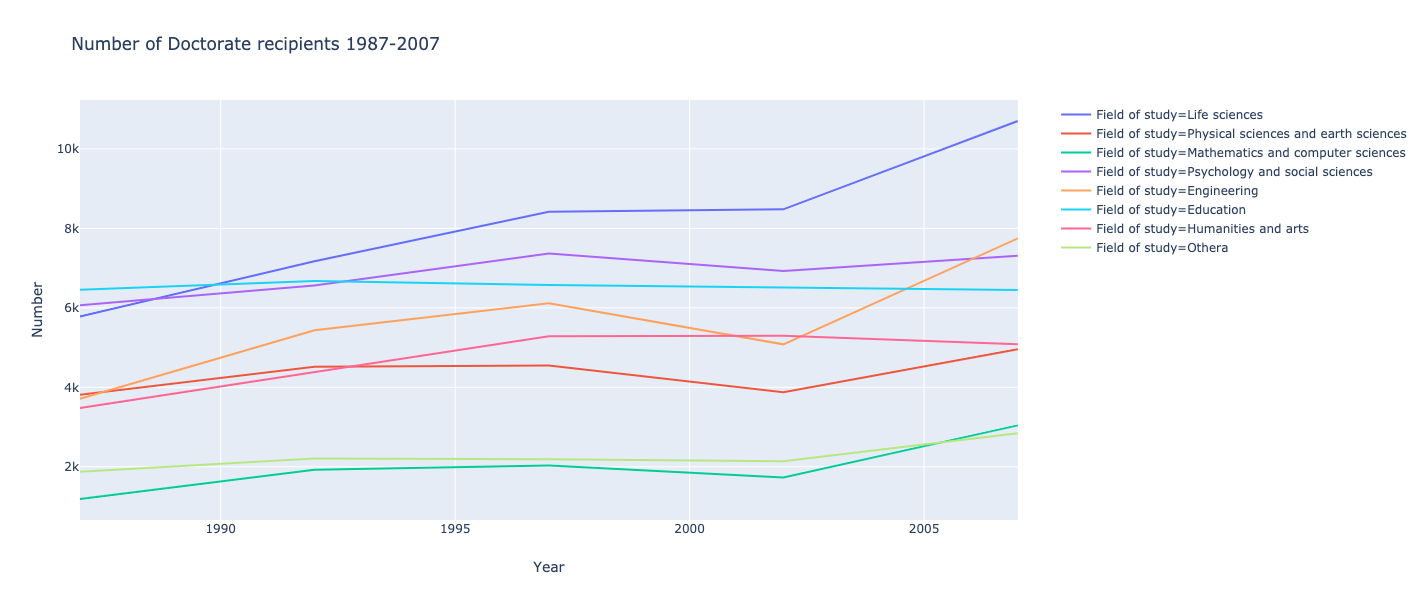 Number of Doctorate recipients 1987-2007
Number
10k
8k
6k
4k
2k
1990
1995
2000
2005
Year
Field of study=Life sciences
Field of study=Physical sciences and earth sciences
Field of study=Mathematics and computer sciences
Field of study=Psychology and social sciences
Field of study=Engineering
Field of study=Education
Field of study=Humanities and arts
Field of study=Othera